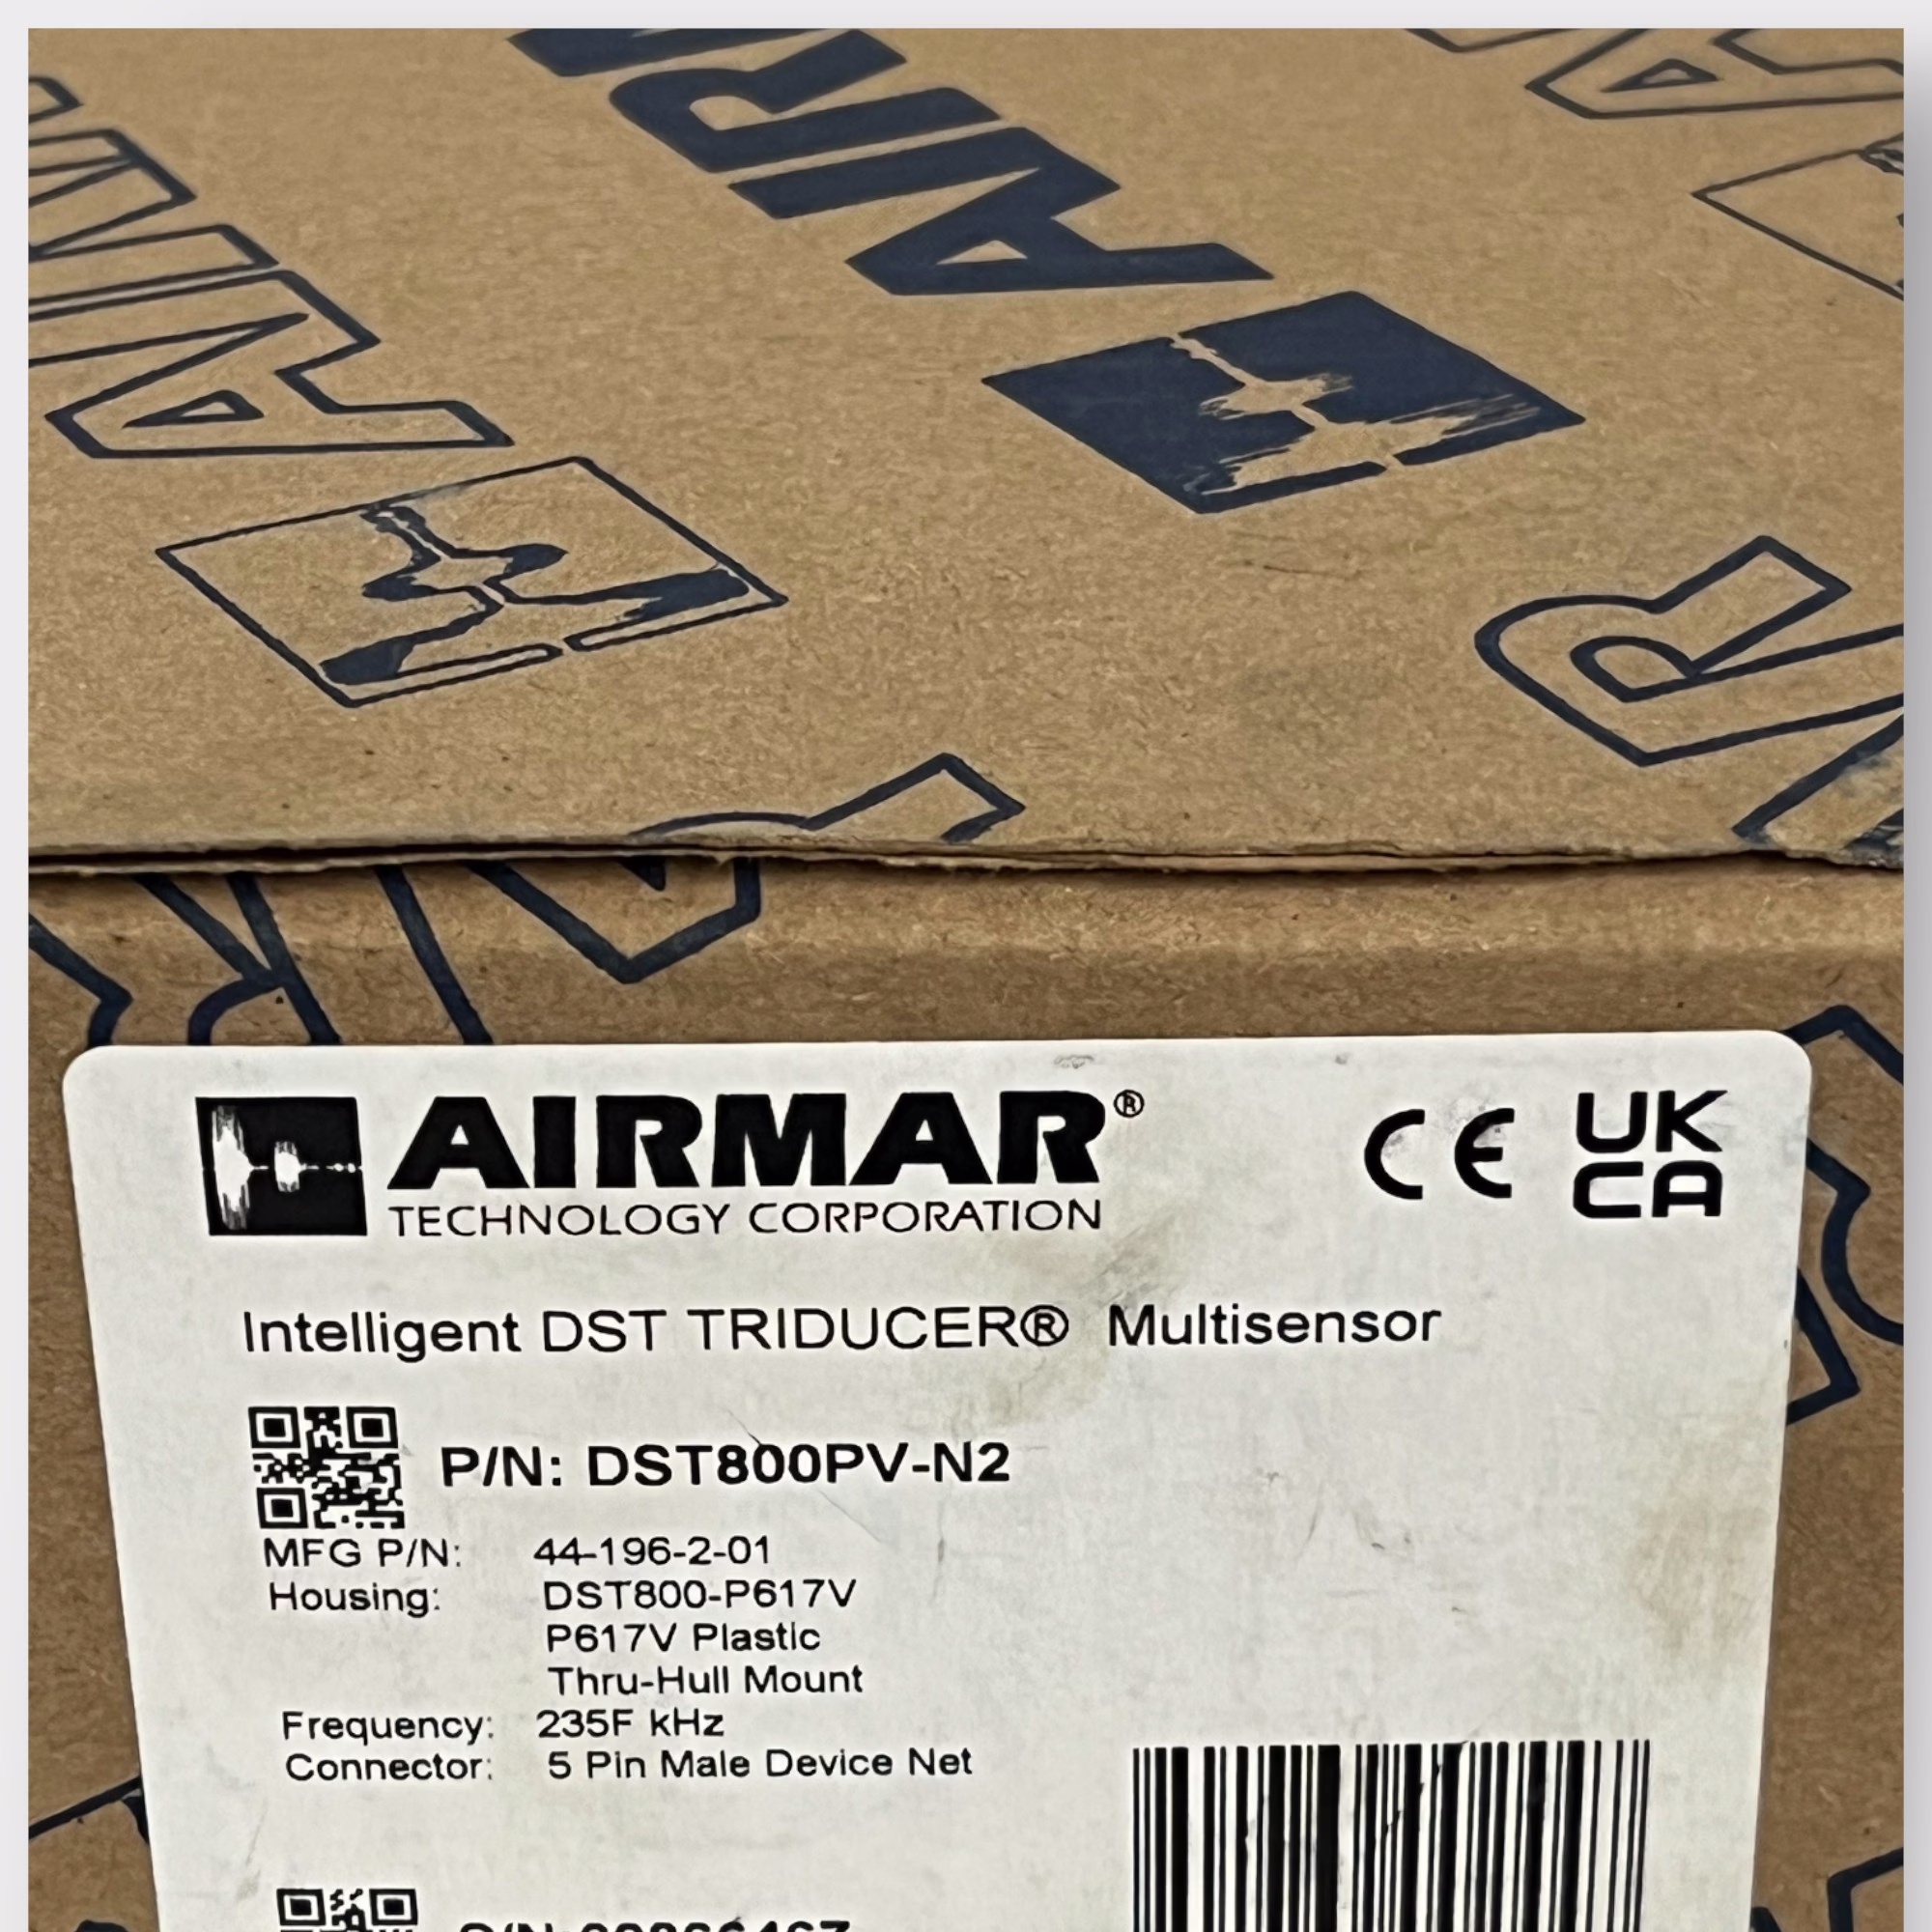 AIR
AIRMAR®
TECHNOLOGY CORPORATION
CE
UK
CA
Intelligent DST TRIDUCER® Multisensor
P/N: DST800PV-N2
MFG P/N: 44-196-2-01
Housing: DST800-P617V
P617V Plastic
Thru-Hull Mount
Frequency: 235F kHz
Connector: 5 Pin Male Device Net